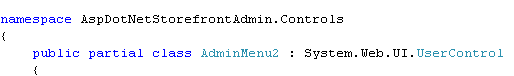 namespace AspDotNetStorefrontAdmin.Controls
{
    public partial class AdminMenu2 : System.Web.UI.UserControl
    {